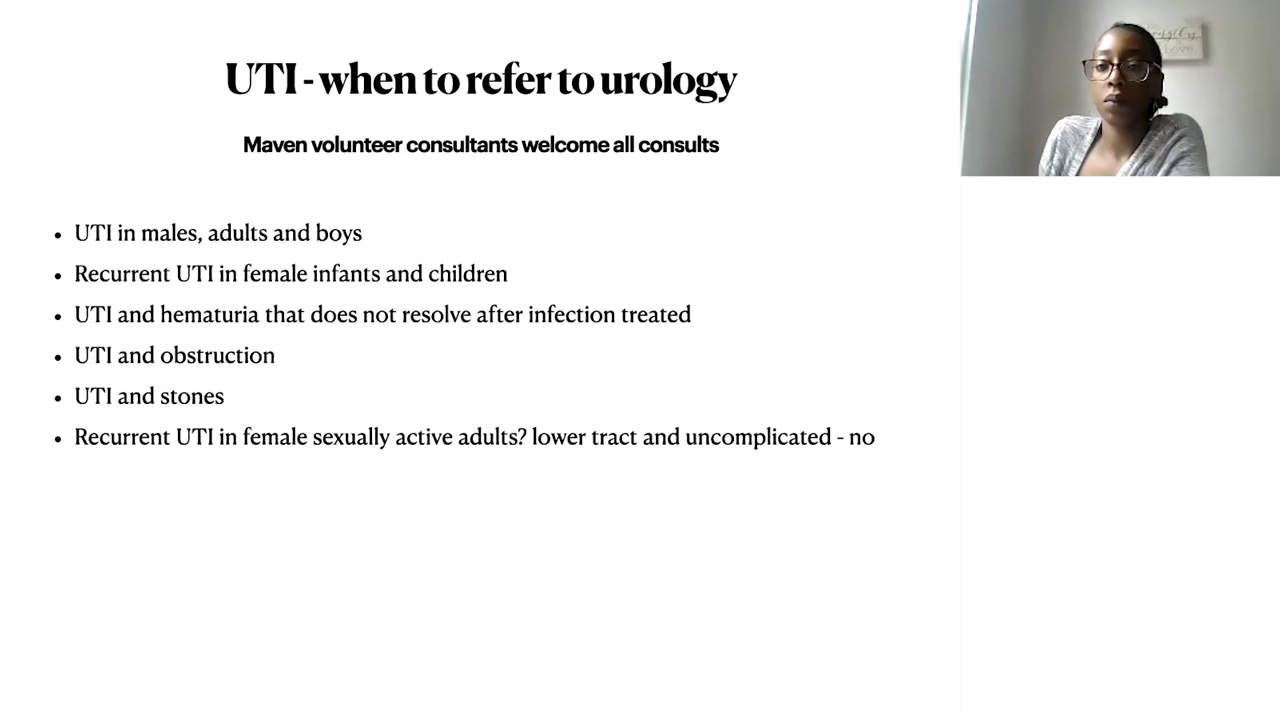 UTI - when to refer to urology
Maven volunteer consultants welcome all consults
• UTI in males, adults and boys
• Recurrent UTI in female infants and children
• UTI and hematuria that does not resolve after infection treated
• UTI and obstruction
• UTI and stones
• Recurrent UTI in female sexually active adults? lower tract and uncomplicated - no